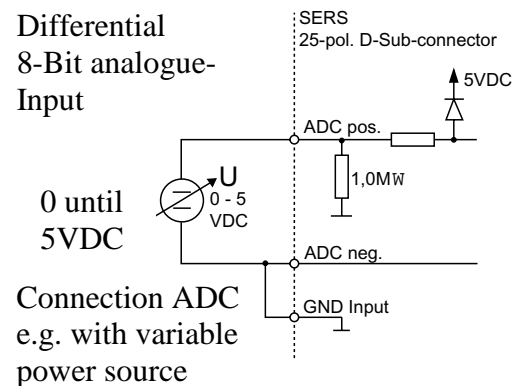 Differential
8-Bit analogue-
Input
SERS
25-pol. D-Sub-connector
5VDC
ADC pos.
1,0MW
U
0 - 5
VDC
0 until
5VDC
ADC neg.
GND Input
Connection ADC
e.g. with variable
power source